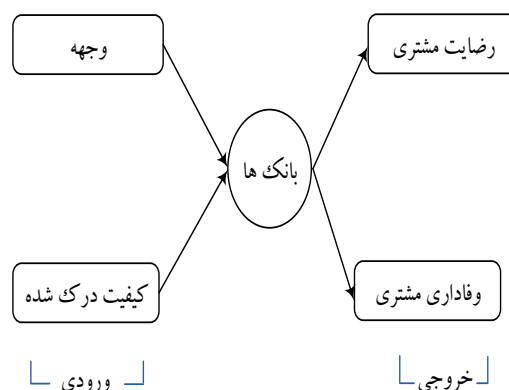 وجهه
رضایت مشتری
بانک ها
کیفیت درک شده
وفاداری مشتری
ورودی
خروجی